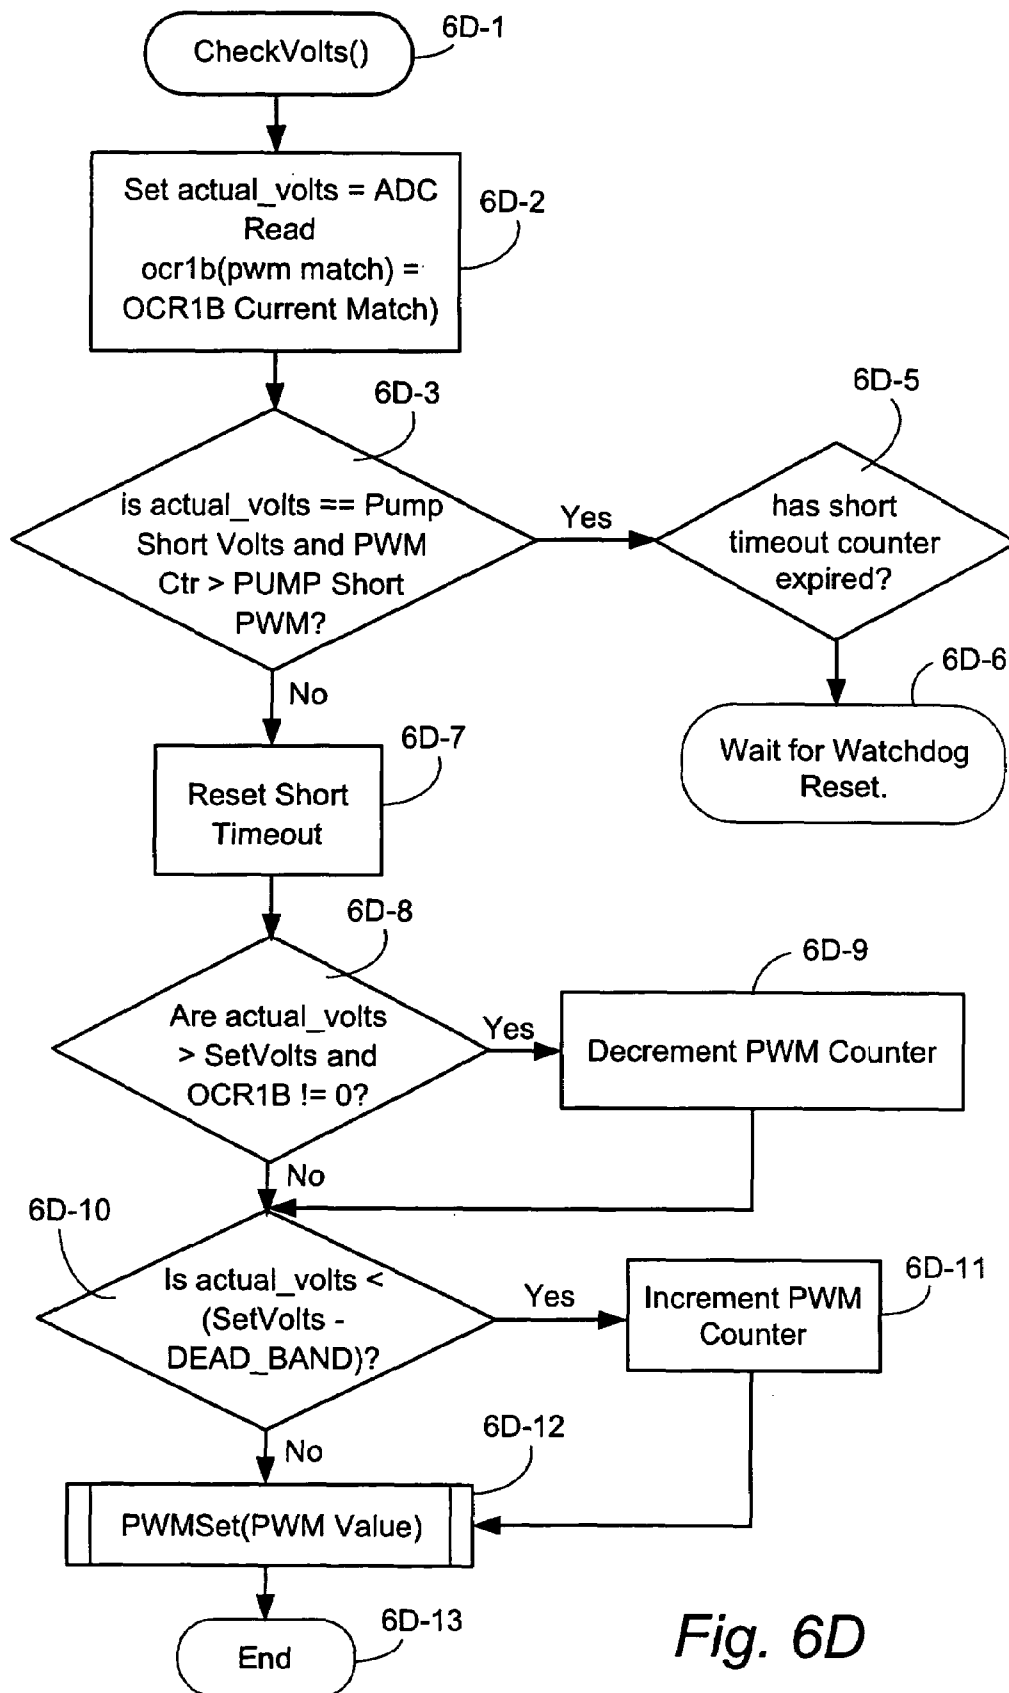 CheckVolts()
6D-1
Set actual_volts = ADC
Read
ocr1b(pwm match) =
OCR1B Current Match)
6D-2
6D-3
is actual_volts == Pump
Short Volts and PWM
Ctr > PUMP Short
PWM?
Yes
No
6D-5
has short
timeout counter
expired?
6D-6
Wait for Watchdog
Reset.
6D-7
Reset Short
Timeout
6D-8
Are actual_volts
> SetVolts and
OCR1B != 0?
Yes
No
6D-9
Decrement PWM Counter
6D-10
Is actual_volts <
(SetVolts -
DEAD_BAND)?
Yes
No
6D-11
Increment PWM
Counter
6D-12
PWMSet(PWM Value)
6D-13
End
Fig. 6D